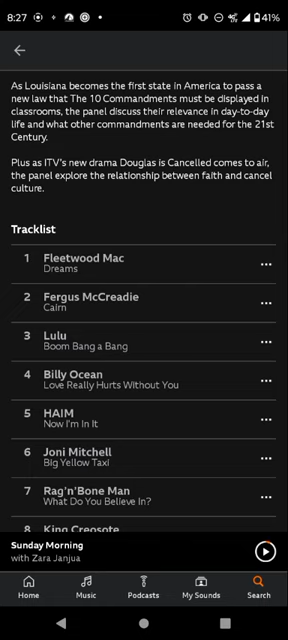 8:27
41%
As Louisiana becomes the first state in America to pass a
new law that The 10 Commandments must be displayed in
classrooms, the panel discuss their relevance in day-to-day
life and what other commandments are needed for the 21st
Century.
Plus as ITV's new drama Douglas is Cancelled comes to air,
the panel explore the relationship between faith and cancel
culture.
Tracklist
1 Fleetwood Mac
Dreams
2 Fergus McCreadie
Cairn
3 Lulu
Boom Bang a Bang
4 Billy Ocean
Love Really Hurts Without You
5 HAIM
Now I'm In It
6 Joni Mitchell
Big Yellow Taxi
7 Rag'n'Bone Man
What Do You Believe In?
8 King Creosote
Sunday Morning
with Zara Janjua
Home Music Podcasts My Sounds Search